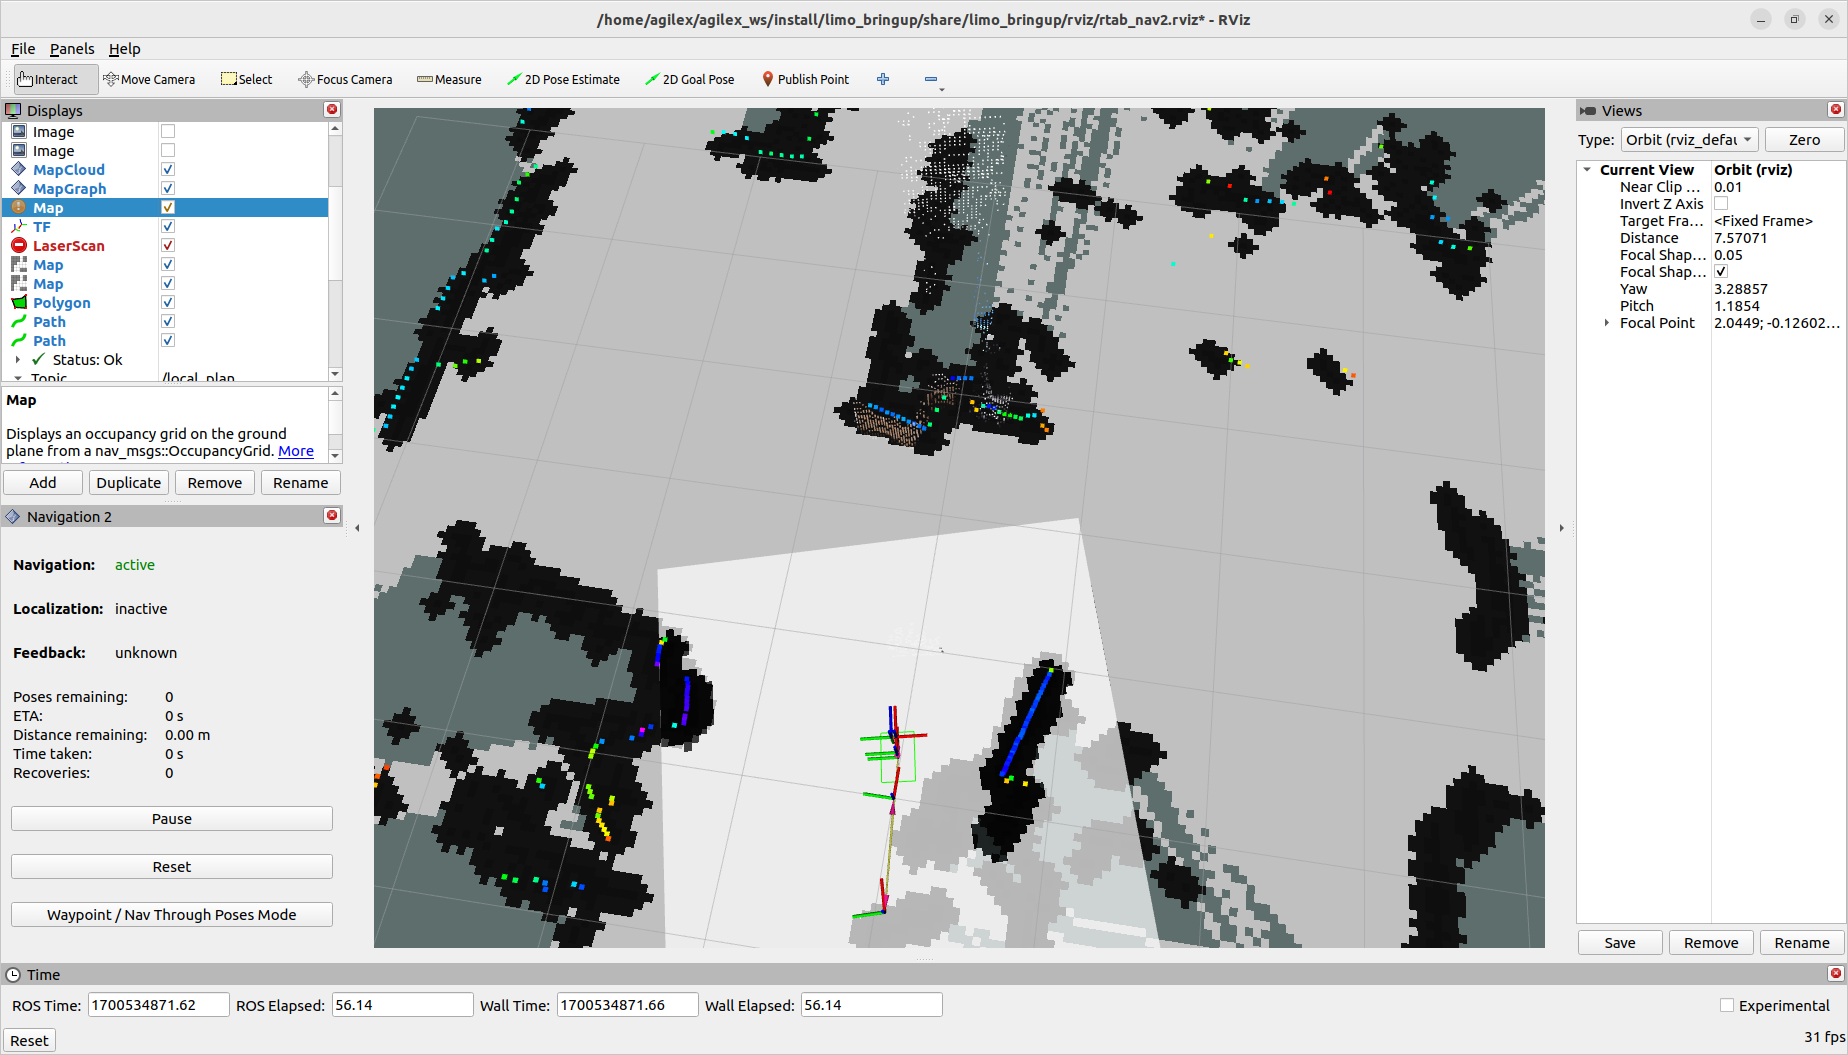 /home/agilex/agilex_ws/install/limo_bringup/share/limo_bringup/rviz/rtab_nav2.rviz* - RViz
File Panels Help
Interact Move Camera Select Focus Camera Measure 2D Pose Estimate 2D Goal Pose Publish Point
Displays
Image
Image
MapCloud
MapGraph
Map
TF
LaserScan
Map
Map
Polygon
Path
Path
Status: Ok
Topic /local_plan
Map
Displays an occupancy grid on the ground
plane from a nav_msgs::OccupancyGrid. More
Add Duplicate Remove Rename
Navigation 2
Navigation: active
Localization: inactive
Feedback: unknown
Poses remaining: 0
ETA: 0 s
Distance remaining: 0.00 m
Time taken: 0 s
Recoveries: 0
Pause
Reset
Waypoint / Nav Through Poses Mode
Views
Type: Orbit (rviz_defau Zero
Current View Orbit (rviz)
Near Clip ... 0.01
Invert Z Axis
Target Fra... <Fixed Frame>
Distance 7.57071
Focal Shap... 0.05
Focal Shap...
Yaw 3.28857
Pitch 1.1854
Focal Point 2.0449; -0.12602...
Save Remove Rename
Time
ROS Time: 1700534871.62 ROS Elapsed: 56.14 Wall Time: 1700534871.66 Wall Elapsed: 56.14 Experimental
Reset 31 fps